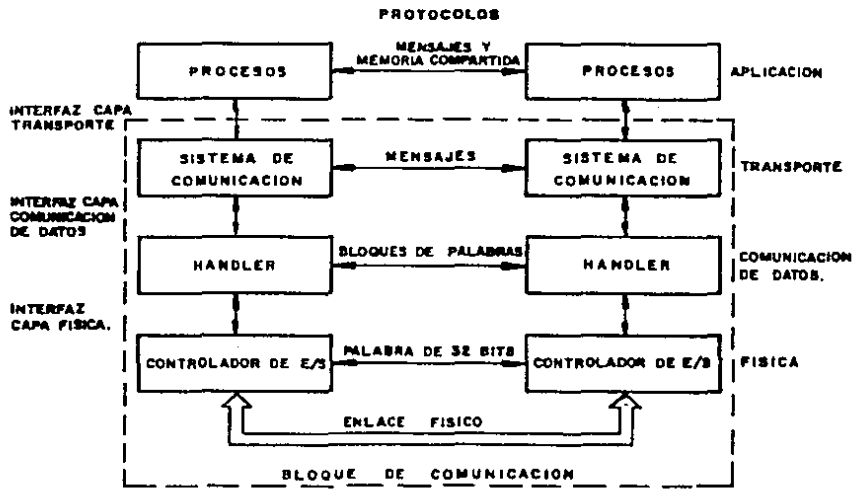 PROTOCOLOS
MENSAJES Y
MEMORIA COMPARTIDA
PROCESOS
PROCESOS
APLICACION
INTERFAZ CAPA
TRANSPORTE
SISTEMA DE
COMUNICACION
MENSAJES
SISTEMA DE
COMUNICACION
TRANSPORTE
INTERFAZ CAPA
COMUNICACION
DE DATOS
HANDLER
BLOQUES DE PALABRAS
HANDLER
COMUNICACION
DE DATOS.
INTERFAZ
CAPA FISICA.
CONTROLADOR DE E/S
PALABRA DE 32 BITS
CONTROLADOR DE E/S
FISICA
ENLACE FISICO
BLOQUE DE COMUNICACION